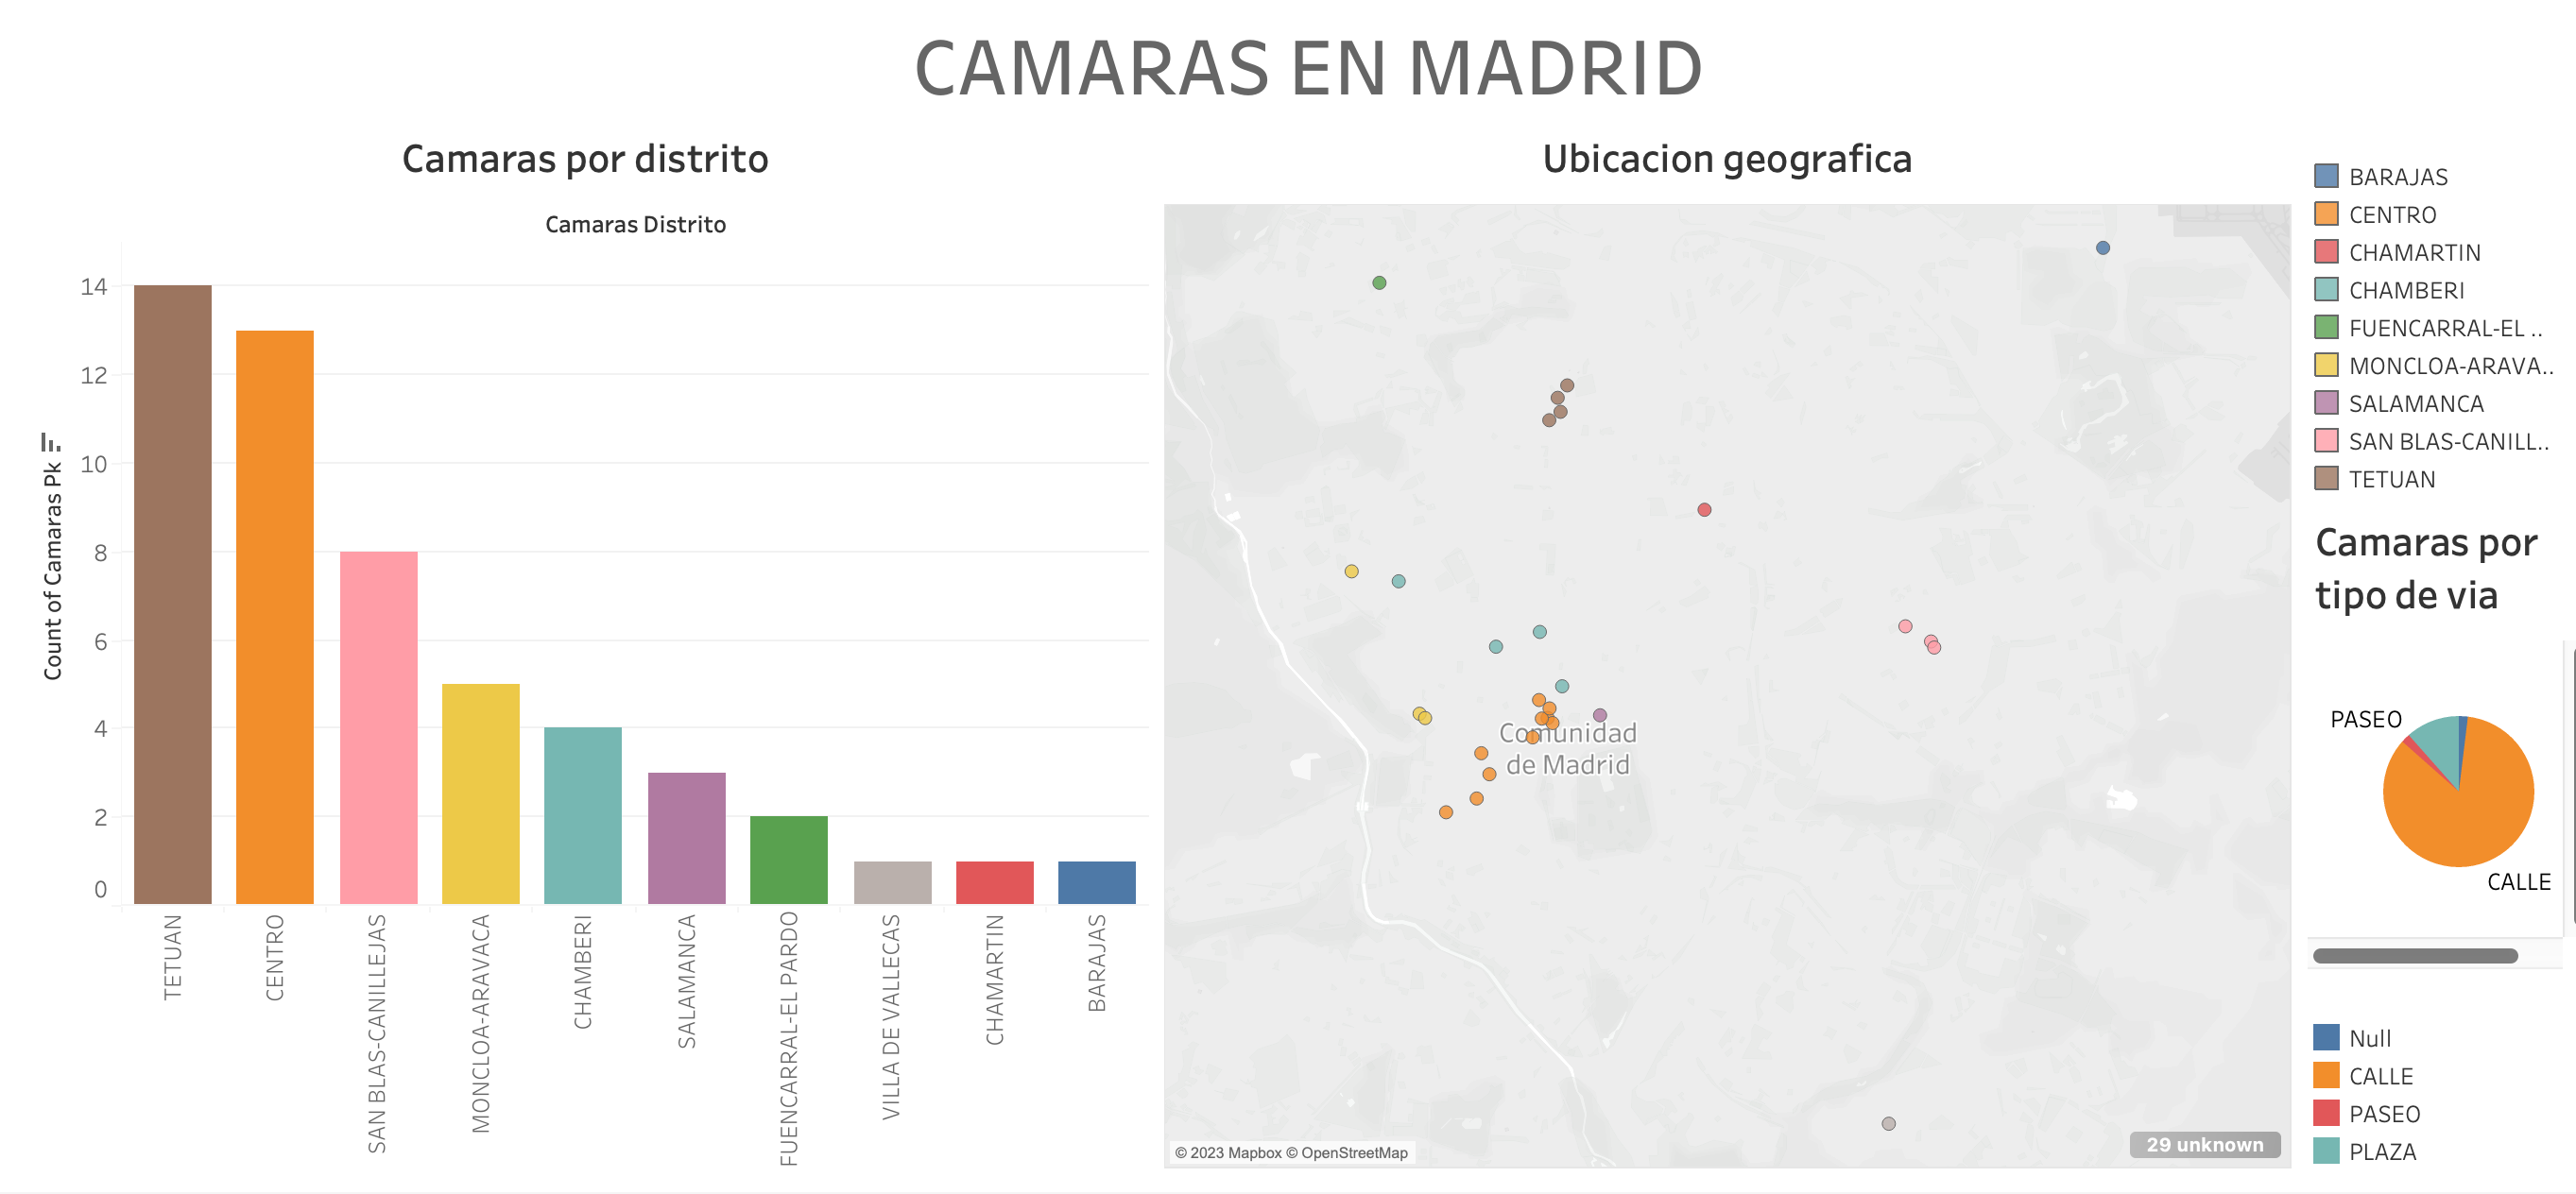 CAMARAS EN MADRID
Camaras por distrito
Camaras Distrito
Count of Camaras Pk
14
12
10
8
6
4
2
0
TETUAN
CENTRO
SAN BLAS-CANILLEJAS
MONCLOA-ARAVACA
CHAMBERI
SALAMANCA
FUENCARRAL-EL PARDO
VILLA DE VALLECAS
CHAMARTIN
BARAJAS
Ubicacion geografica
Comunidad
de Madrid
© 2023 Mapbox © OpenStreetMap
29 unknown
BARAJAS
CENTRO
CHAMARTIN
CHAMBERI
FUENCARRAL-EL ..
MONCLOA-ARAVA..
SALAMANCA
SAN BLAS-CANILL..
TETUAN
Camaras por
tipo de via
PASEO
CALLE
Null
CALLE
PASEO
PLAZA